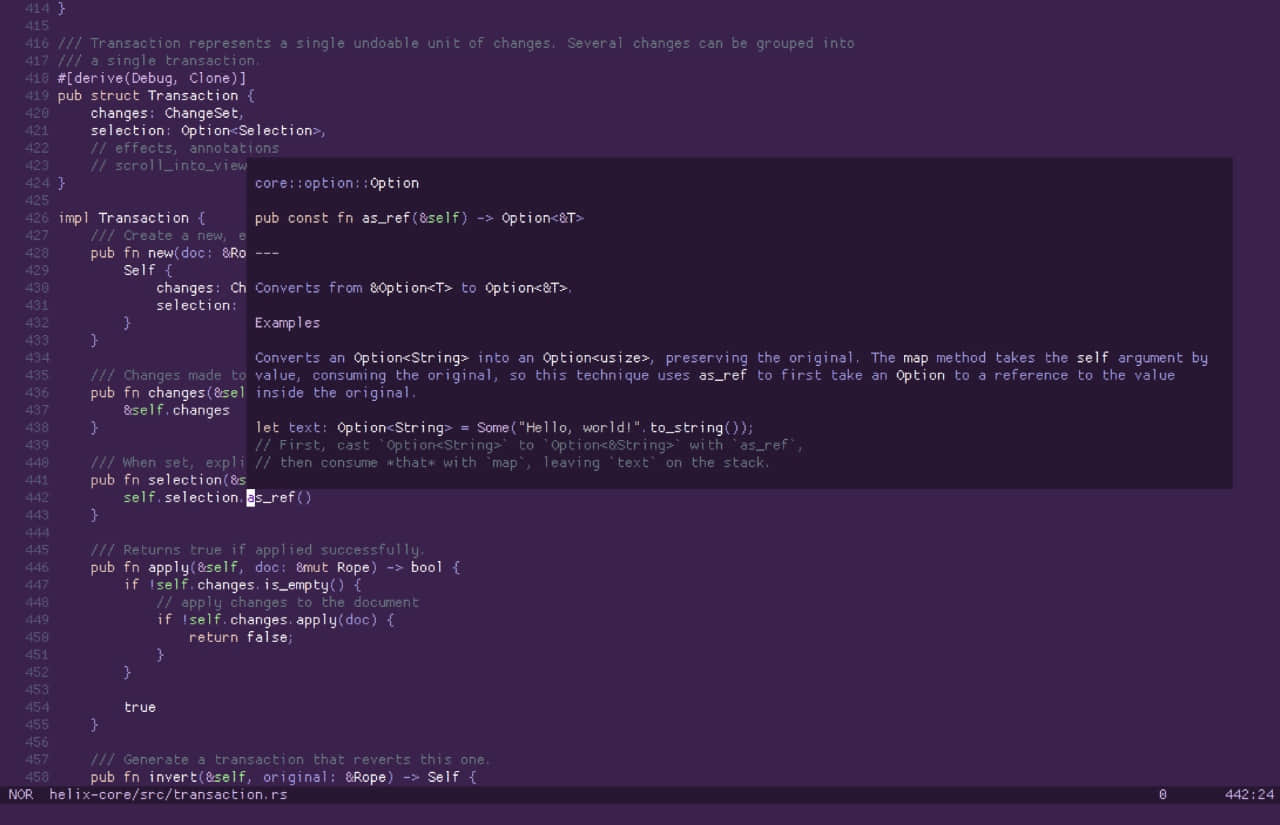 414 }
415
416 /// Transaction represents a single undoable unit of changes. Several changes can be grouped into
417 /// a single transaction.
418 #[derive(Debug, Clone)]
419 pub struct Transaction {
420     changes: ChangeSet,
421     selection: Option<Selection>,
422     // effects, annotations
423     // scroll_into_view
424 }
425
426 impl Transaction {
427     /// Create a new, e
428     pub fn new(doc: &Ro
429         Self {
430             changes: Ch
431             selection:
432         }
433     }
434
435     /// Changes made to
436     pub fn changes(&sel
437         &self.changes
438     }
439
440     /// When set, expli
441     pub fn selection(&s
core::option::Option
pub const fn as_ref(&self) -> Option<&T>
---
Converts from &Option<T> to Option<&T>.
Examples
Converts an Option<String> into an Option<usize>, preserving the original. The map method takes the self argument by
value, consuming the original, so this technique uses as_ref to first take an Option to a reference to the value
inside the original.
let text: Option<String> = Some("Hello, world!".to_string());
// First, cast `Option<String>` to `Option<&String>` with `as_ref`,
// then consume *that* with `map`, leaving `text` on the stack.
442         self.selection.as_ref()
443     }
444
445     /// Returns true if applied successfully.
446     pub fn apply(&self, doc: &mut Rope) -> bool {
447         if !self.changes.is_empty() {
448             // apply changes to the document
449             if !self.changes.apply(doc) {
450                 return false;
451             }
452         }
453
454         true
455     }
456
457     /// Generate a transaction that reverts this one.
458     pub fn invert(&self, original: &Rope) -> Self {
NOR  helix-core/src/transaction.rs  0  442:24